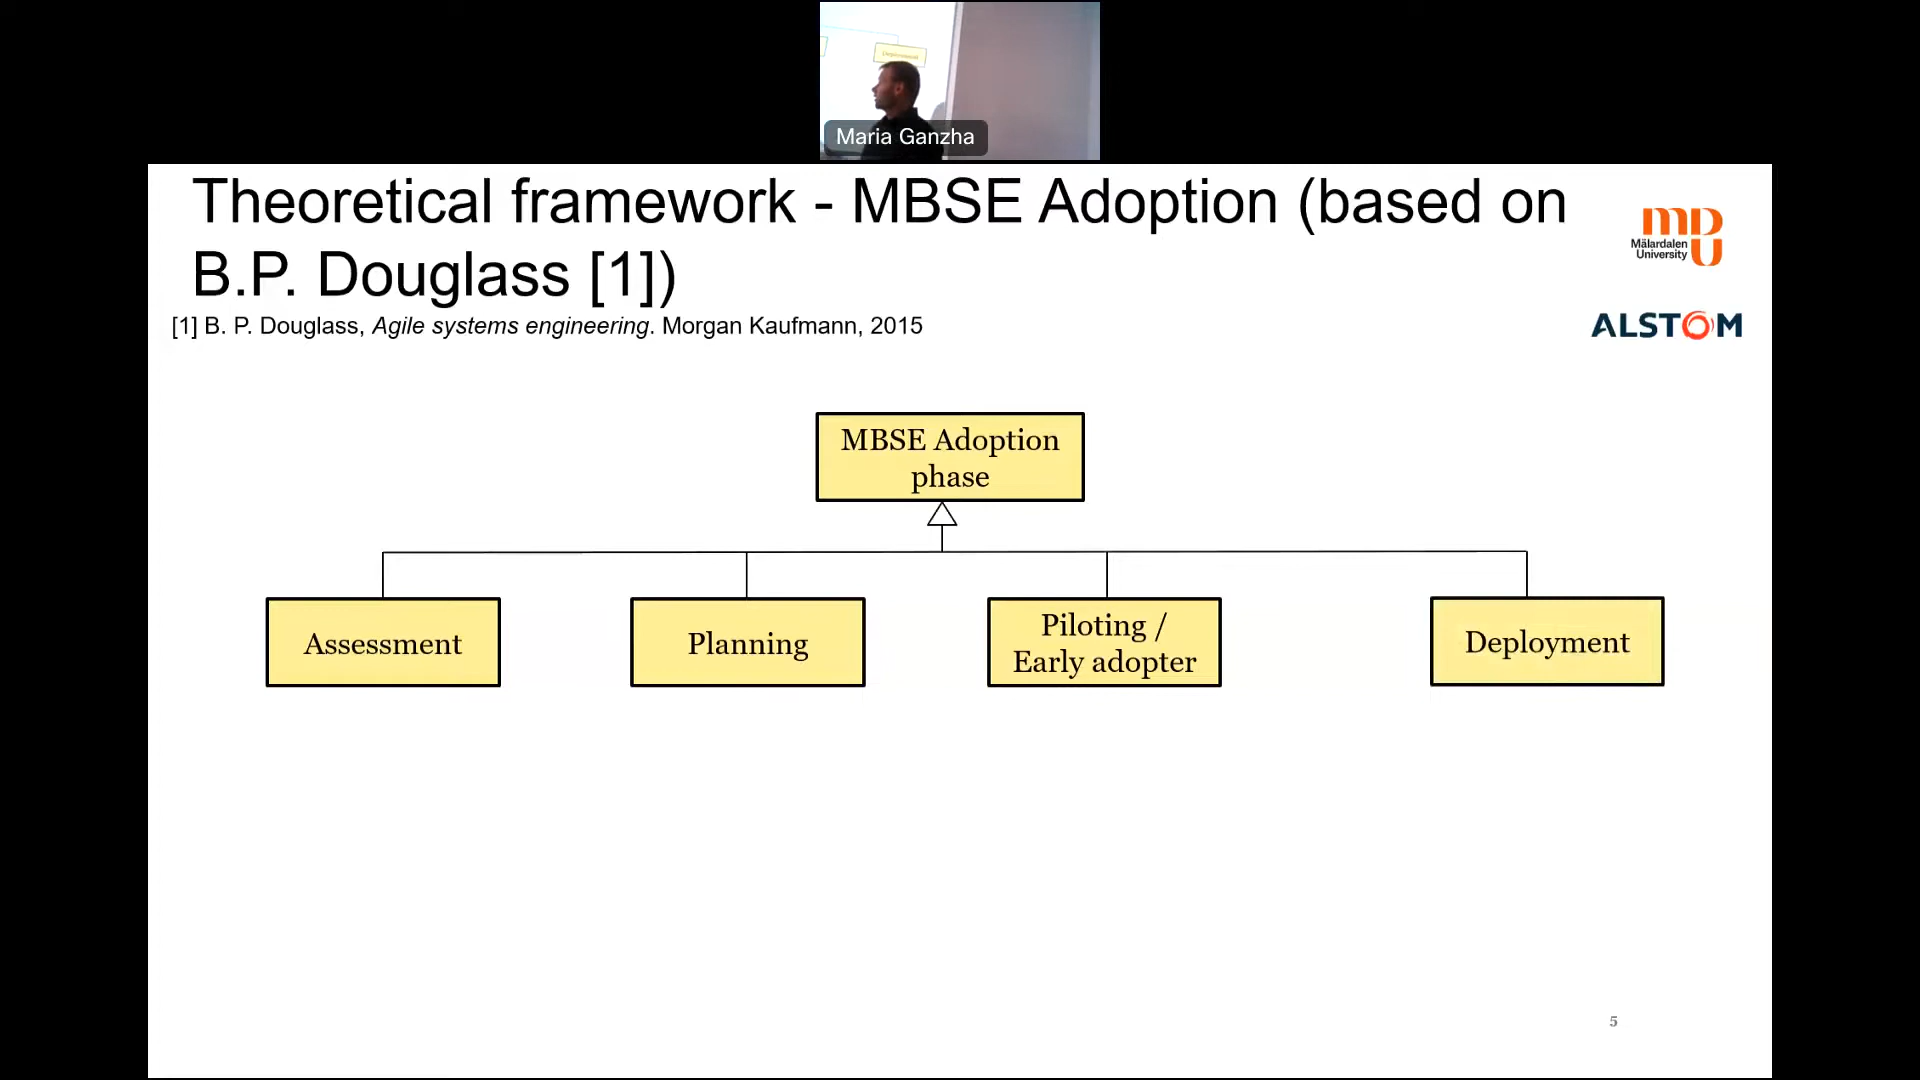 Maria Ganzha
Theoretical framework - MBSE Adoption (based on
B.P. Douglass [1])
[1] B. P. Douglass, Agile systems engineering. Morgan Kaufmann, 2015
Mälardalen
University
ALSTOM
MBSE Adoption
phase
Assessment
Planning
Piloting /
Early adopter
Deployment
5